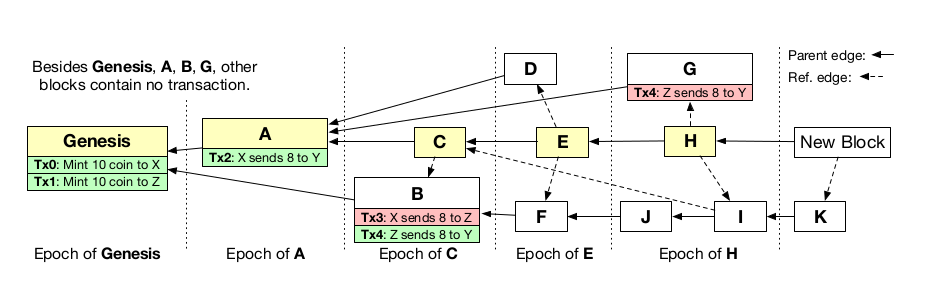 Besides Genesis, A, B, G, other
blocks contain no transaction.
Parent edge:
Ref. edge:
D
G
Tx4: Z sends 8 to Y
Genesis
Tx0: Mint 10 coin to X
Tx1: Mint 10 coin to Z
A
Tx2: X sends 8 to Y
C
E
H
New Block
B
Tx3: X sends 8 to Z
Tx4: Z sends 8 to Y
F
J
I
K
Epoch of Genesis
Epoch of A
Epoch of C
Epoch of E
Epoch of H